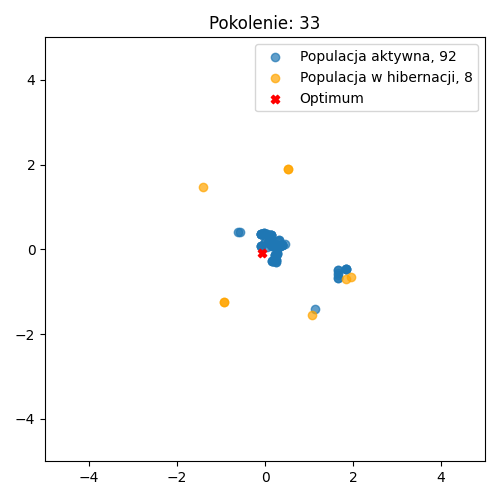 Pokolenie: 33
Populacja aktywna, 92
Populacja w hibernacji, 8
Optimum
4
2
0
−2
−4
−4 −2 0 2 4